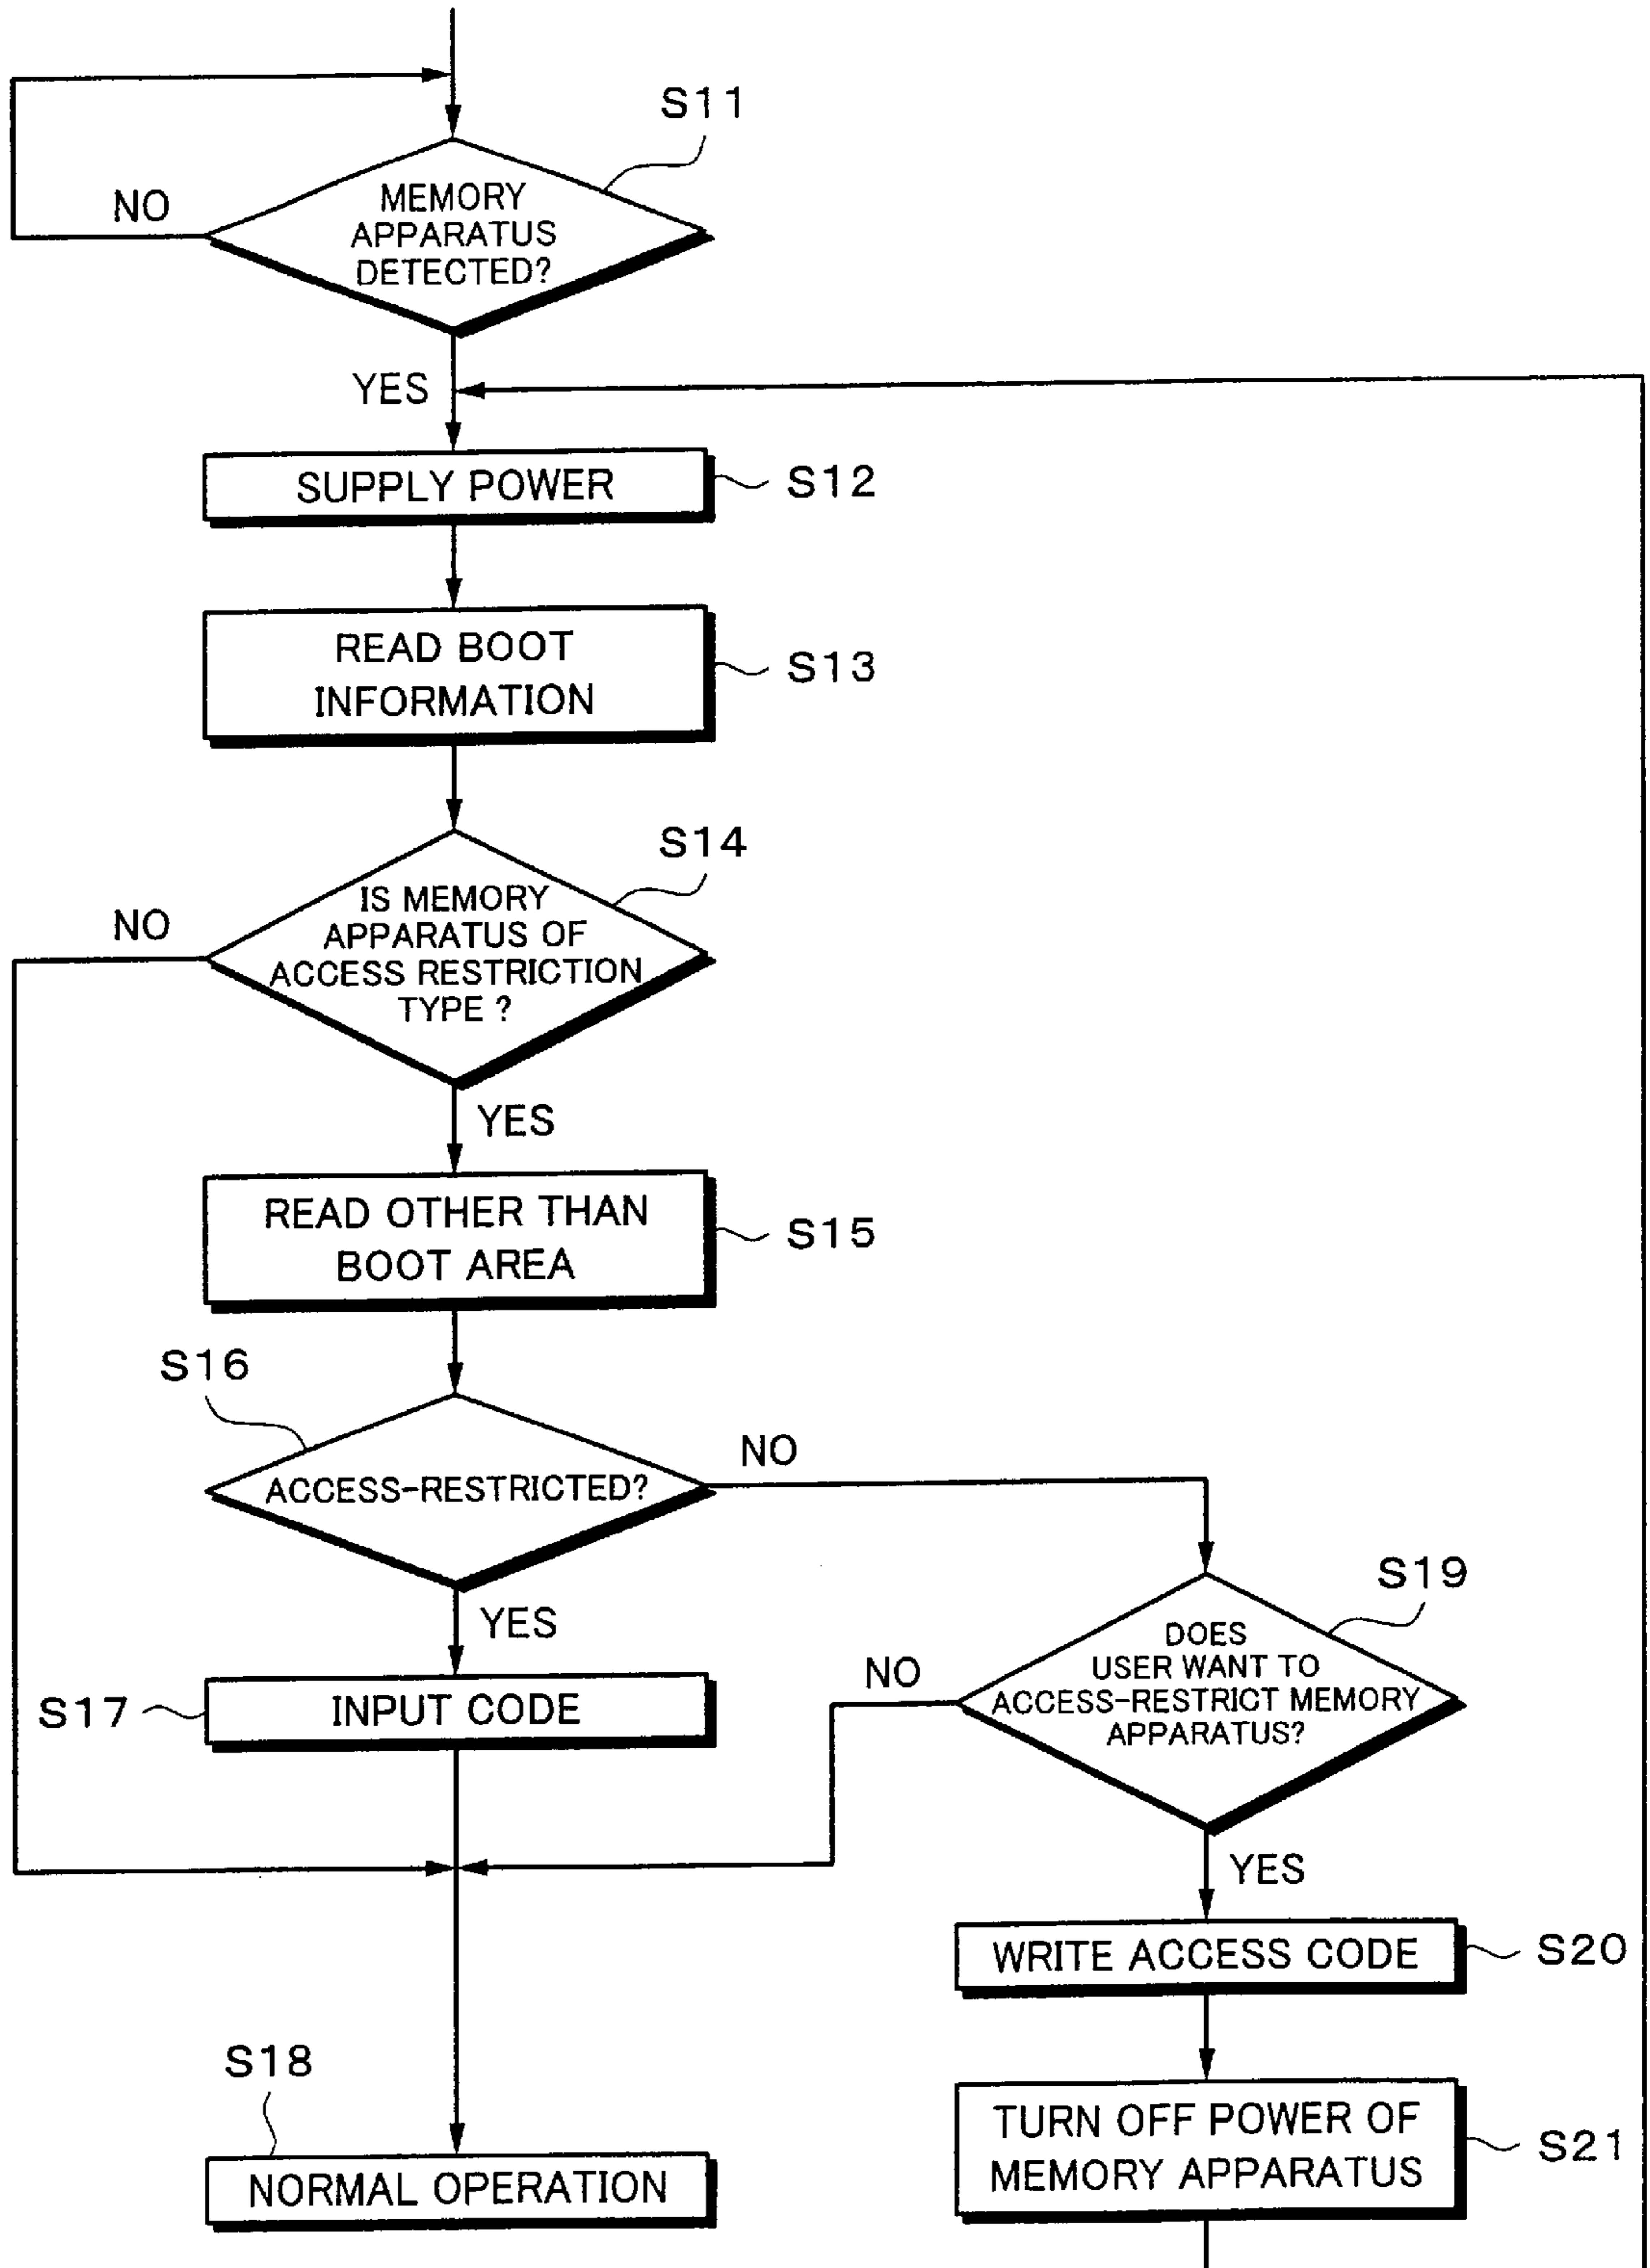 S11
NO
MEMORY
APPARATUS
DETECTED?
YES
SUPPLY POWER
S12
READ BOOT
INFORMATION
S13
S14
NO
IS MEMORY
APPARATUS OF
ACCESS RESTRICTION
TYPE ?
YES
READ OTHER THAN
BOOT AREA
S15
S16
NO
ACCESS-RESTRICTED?
YES
S19
DOES
USER WANT TO
ACCESS-RESTRICT MEMORY
APPARATUS?
NO
S17
INPUT CODE
YES
WRITE ACCESS CODE
S20
S18
NORMAL OPERATION
TURN OFF POWER OF
MEMORY APPARATUS
S21